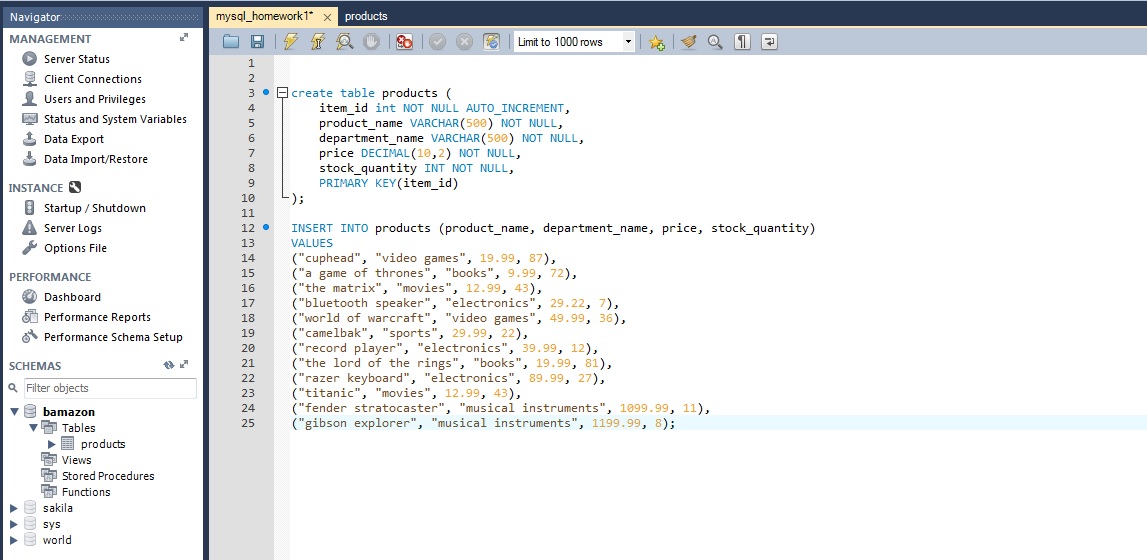 Navigator
MANAGEMENT
Server Status
Client Connections
Users and Privileges
Status and System Variables
Data Export
Data Import/Restore
INSTANCE
Startup / Shutdown
Server Logs
Options File
PERFORMANCE
Dashboard
Performance Reports
Performance Schema Setup
SCHEMAS
Filter objects
bamazon
Tables
products
Views
Stored Procedures
Functions
sakila
sys
world
mysql_homework1* products
Limit to 1000 rows
1
2
3 create table products (
4 item_id int NOT NULL AUTO_INCREMENT,
5 product_name VARCHAR(500) NOT NULL,
6 department_name VARCHAR(500) NOT NULL,
7 price DECIMAL(10,2) NOT NULL,
8 stock_quantity INT NOT NULL,
9 PRIMARY KEY(item_id)
10 );
11
12 INSERT INTO products (product_name, department_name, price, stock_quantity)
13 VALUES
14 ("cuphead", "video games", 19.99, 87),
15 ("a game of thrones", "books", 9.99, 72),
16 ("the matrix", "movies", 12.99, 43),
17 ("bluetooth speaker", "electronics", 29.22, 7),
18 ("world of warcraft", "video games", 49.99, 36),
19 ("camelbak", "sports", 29.99, 22),
20 ("record player", "electronics", 39.99, 12),
21 ("the lord of the rings", "books", 19.99, 81),
22 ("razer keyboard", "electronics", 89.99, 27),
23 ("titanic", "movies", 12.99, 43),
24 ("fender stratocaster", "musical instruments", 1099.99, 11),
25 ("gibson explorer", "musical instruments", 1199.99, 8);